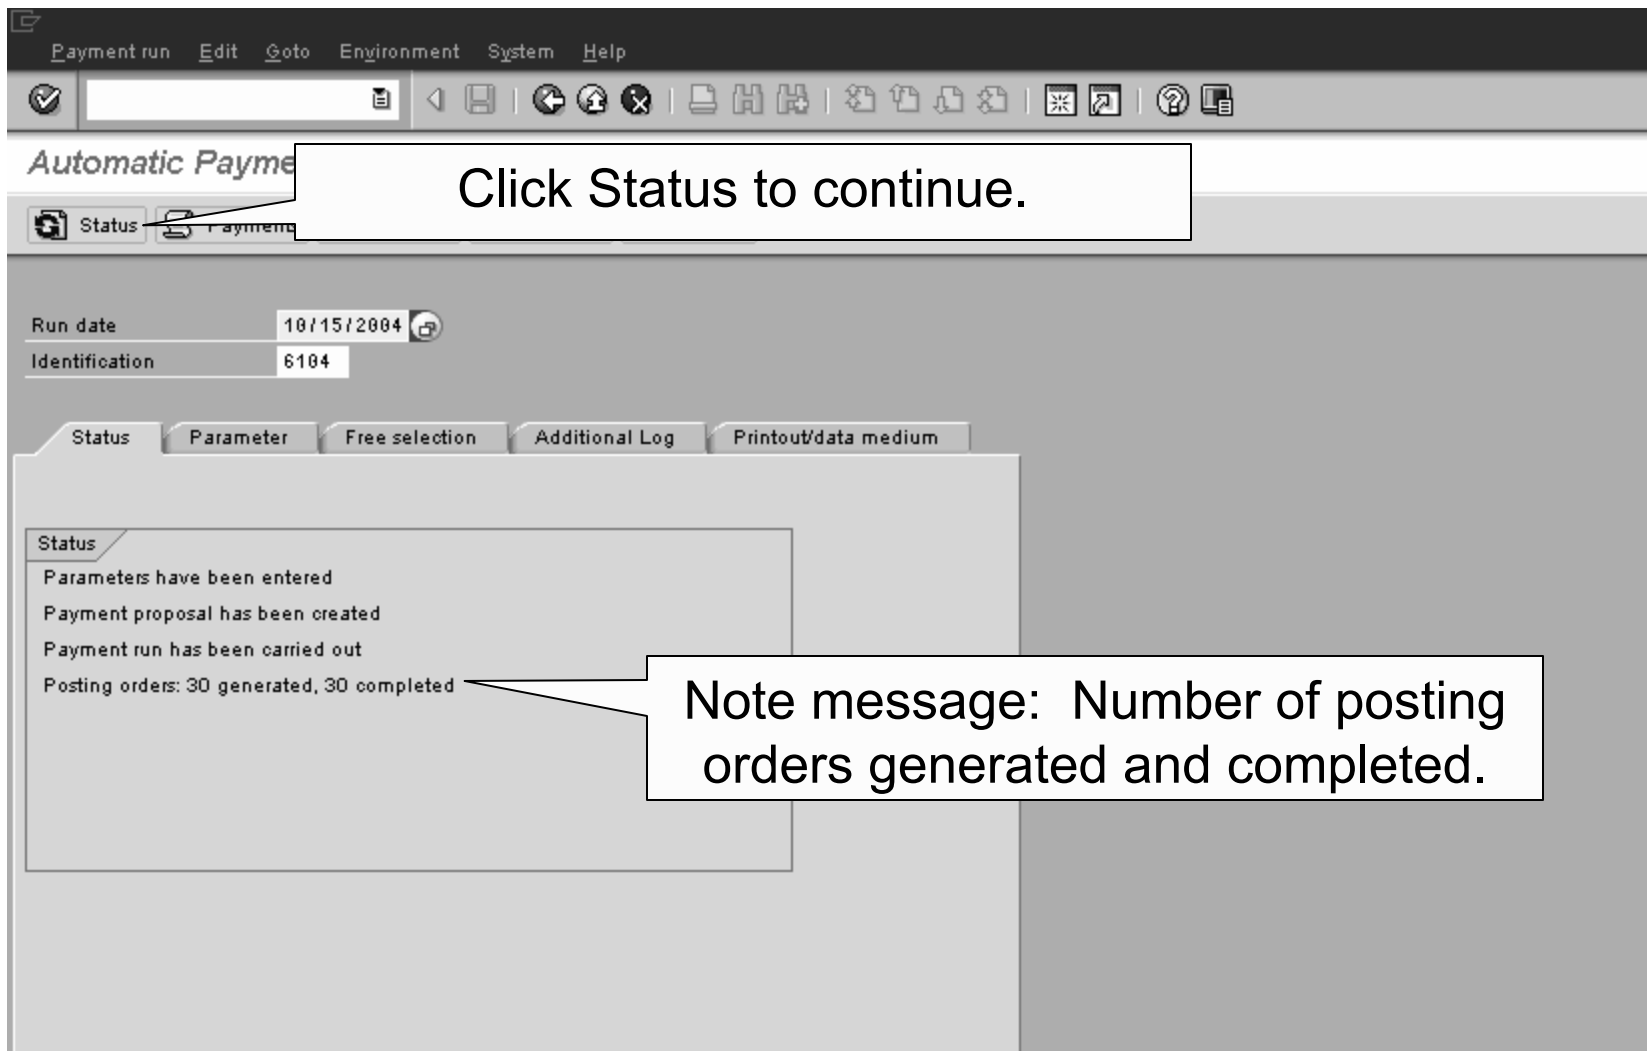 Payment run Edit Goto Environment System Help
Automatic Payme
Click Status to continue.
Status
Run date 10/15/2004
Identification 6104
Status Parameter Free selection Additional Log Printout/data medium
Status
Parameters have been entered
Payment proposal has been created
Payment run has been carried out
Posting orders: 30 generated, 30 completed
Note message: Number of posting
orders generated and completed.